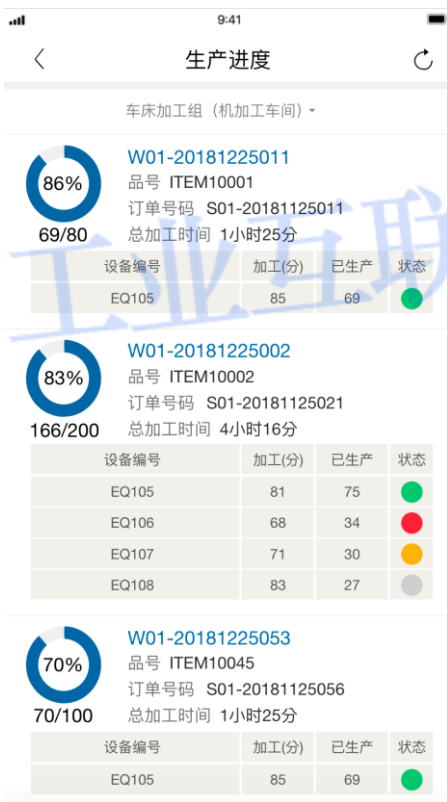 9:41
生产进度
车床加工组（机加工车间）
86%
69/80
W01-20181225011
品号 ITEM10001
订单号码 S01-20181125011
总加工时间 1小时25分
设备编号 加工(分) 已生产 状态
EQ105 85 69
83%
166/200
W01-20181225002
品号 ITEM10002
订单号码 S01-20181125021
总加工时间 4小时16分
设备编号 加工(分) 已生产 状态
EQ105 81 75
EQ106 68 34
EQ107 71 30
EQ108 83 27
70%
70/100
W01-20181225053
品号 ITEM10045
订单号码 S01-20181125056
总加工时间 1小时25分
设备编号 加工(分) 已生产 状态
EQ105 85 69
工业互联